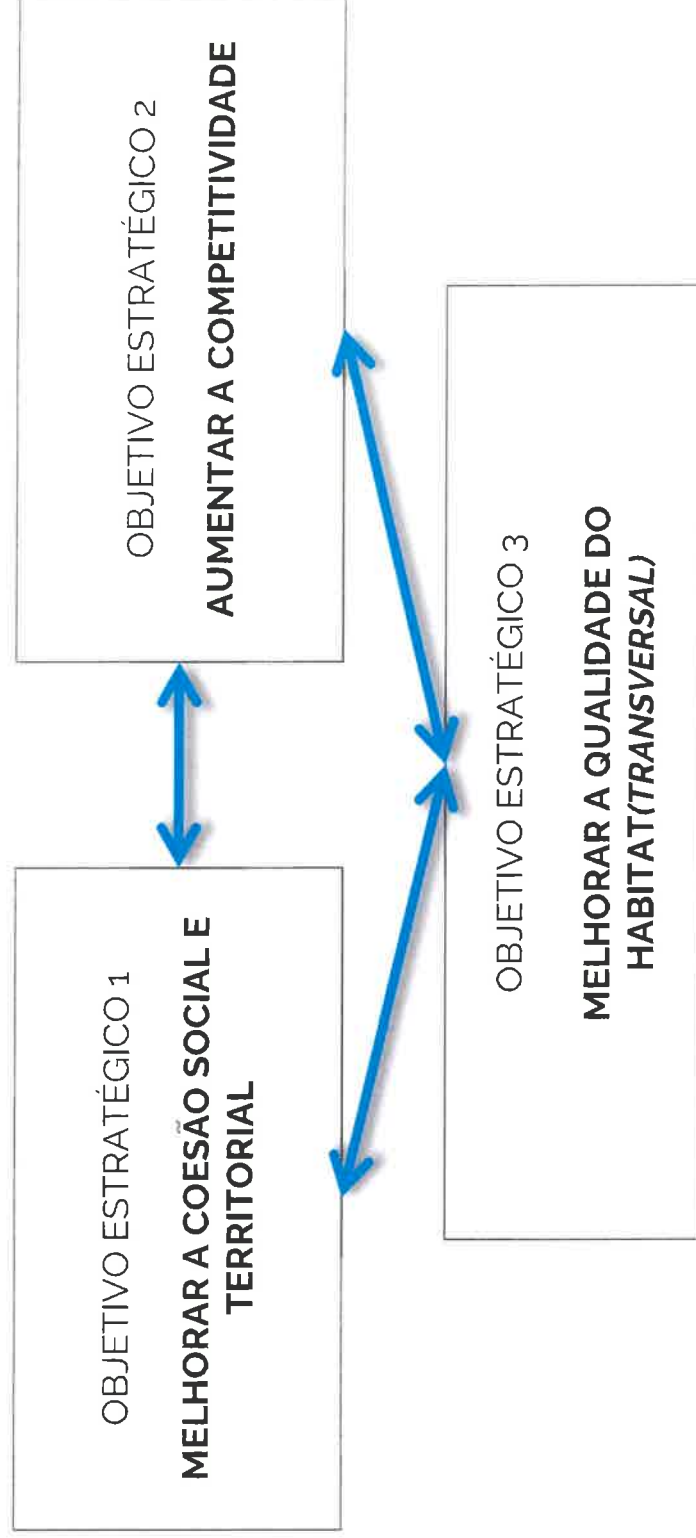 OBJETIVO ESTRATÉGICO 1
MELHORAR A COESÃO SOCIAL E
TERRITORIAL
OBJETIVO ESTRATÉGICO 2
AUMENTAR A COMPETITIVIDADE
OBJETIVO ESTRATÉGICO 3
MELHORAR A QUALIDADE DO
HABITAT(TRANSVERSAL)